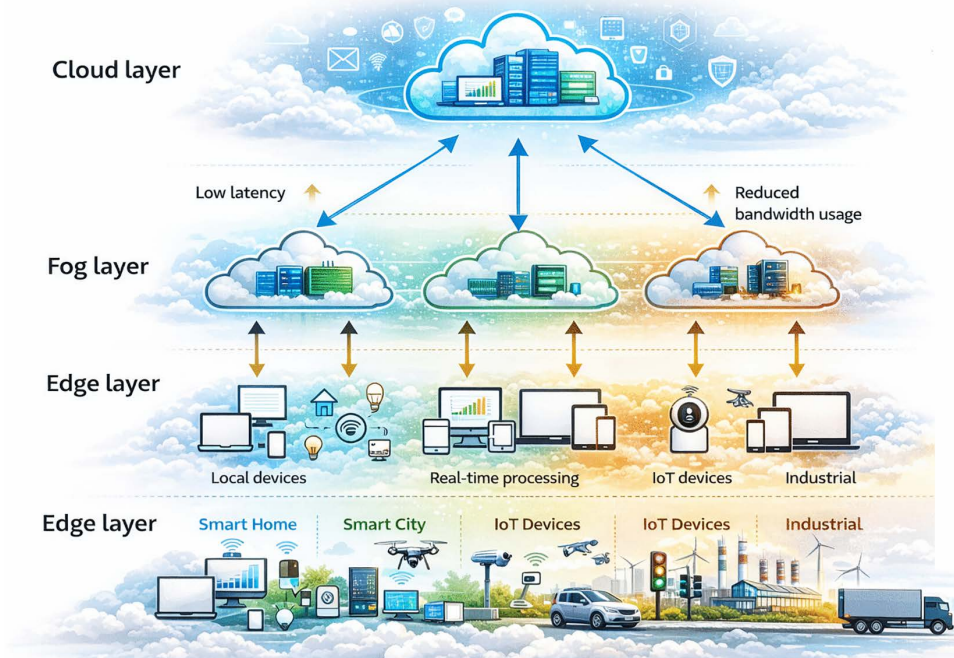 Cloud layer
Low latency
Reduced
bandwidth usage
Fog layer
Edge layer
Local devices
Real-time processing
IoT devices
Industrial
Edge layer
Smart Home
Smart City
IoT Devices
IoT Devices
Industrial